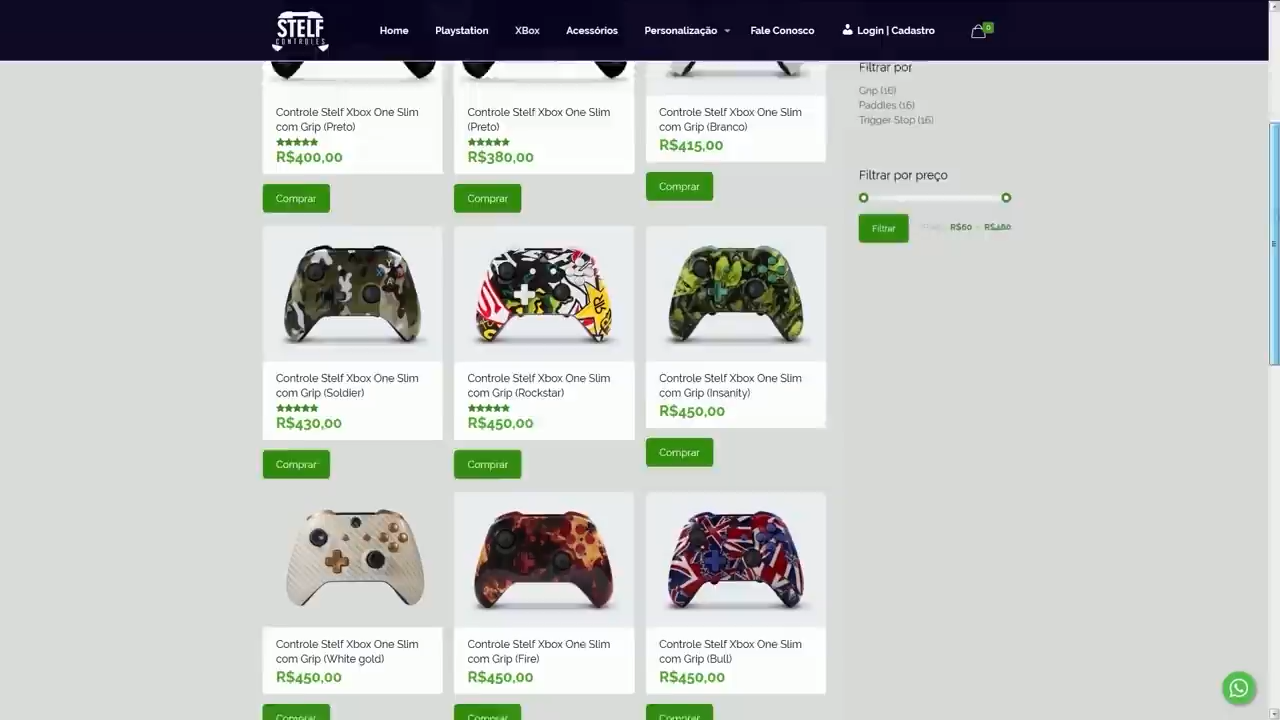 STELF
CONTROLES
Home
Playstation
XBox
Acessórios
Personalização
Fale Conosco
Login | Cadastro
0
Controle Stelf Xbox One Slim
com Grip (Preto)
R$400,00
Comprar
Controle Stelf Xbox One Slim
(Preto)
R$380,00
Comprar
Controle Stelf Xbox One Slim
com Grip (Branco)
R$415,00
Comprar
Filtrar por
Grip (16)
Paddles (16)
Trigger Stop (16)
Filtrar por preço
Filtrar
R$60 - R$480
Controle Stelf Xbox One Slim
com Grip (Soldier)
R$430,00
Comprar
Controle Stelf Xbox One Slim
com Grip (Rockstar)
R$450,00
Comprar
Controle Stelf Xbox One Slim
com Grip (Insanity)
R$450,00
Comprar
Controle Stelf Xbox One Slim
com Grip (White gold)
R$450,00
Comprar
Controle Stelf Xbox One Slim
com Grip (Fire)
R$450,00
Comprar
Controle Stelf Xbox One Slim
com Grip (Bull)
R$450,00
Comprar